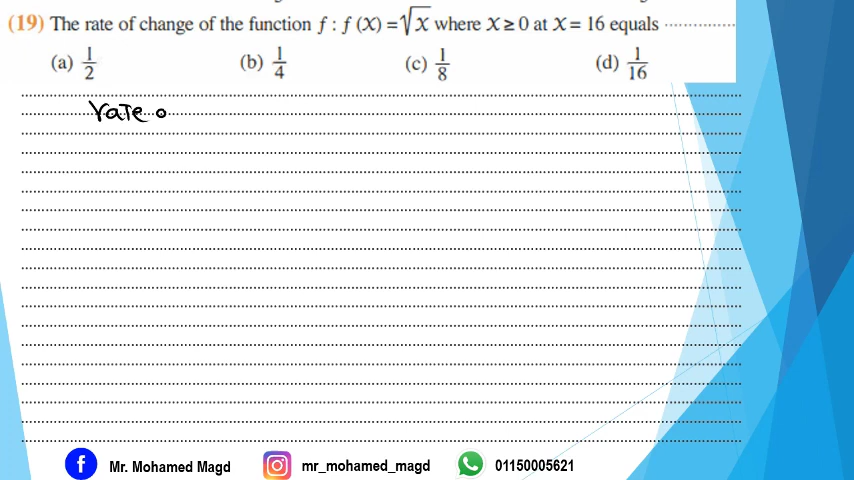 (19) The rate of change of the function f : f (X) = √X where X ≥ 0 at X = 16 equals ················
(a) 1/2 (b) 1/4 (c) 1/8 (d) 1/16
rate o
Mr. Mohamed Magd mr_mohamed_magd 01150005621